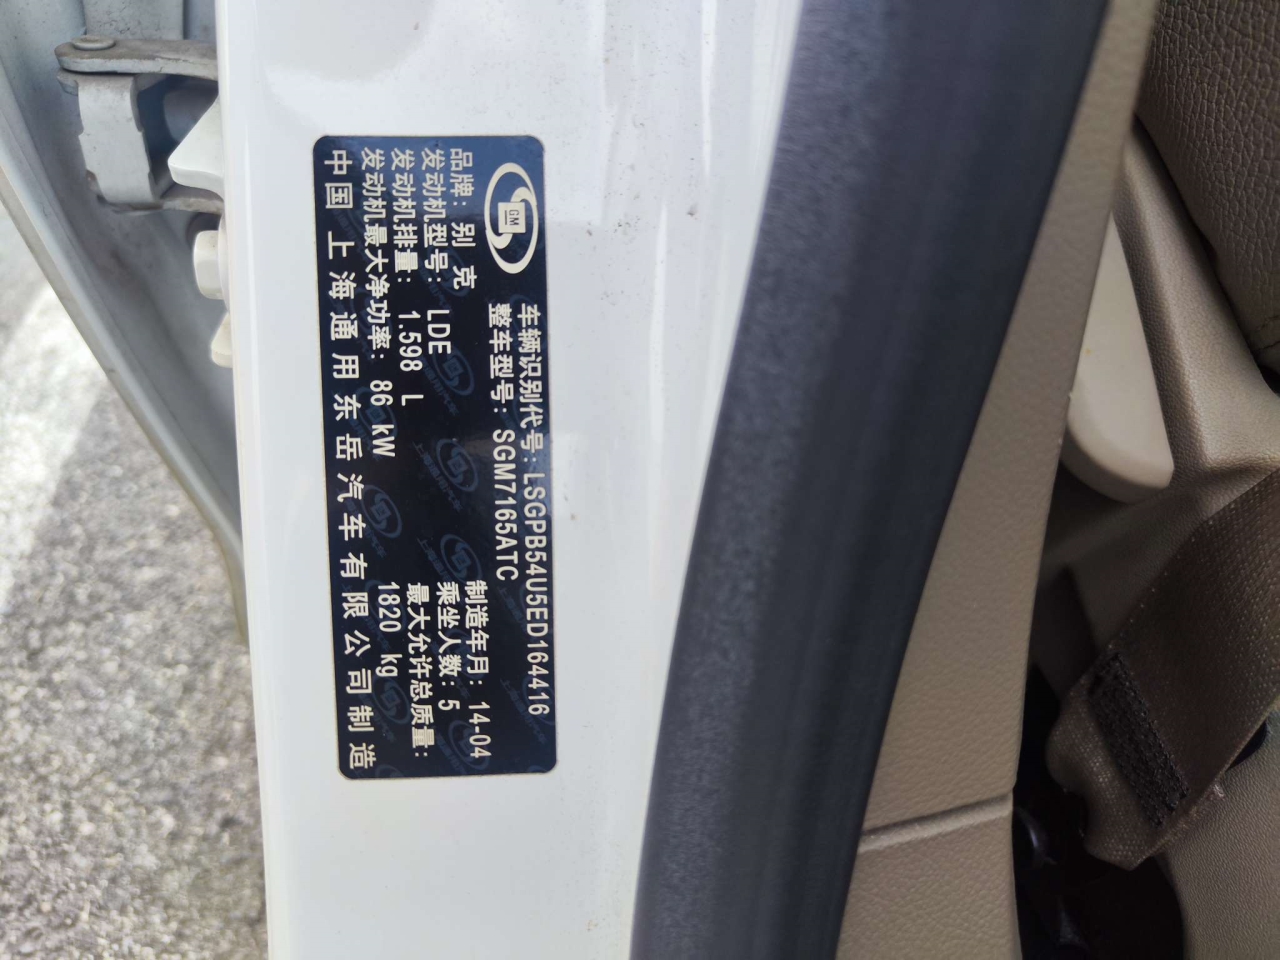 GM
车辆识别代号: LSGPB54U5ED164416
整车型号: SGM7165ATC
品牌: 别克
制造年月: 14-04
发动机型号: LDE
乘坐人数: 5
发动机排量: 1.598 L
最大允许总质量:
发动机最大净功率: 86 kW
1820 kg
中国上海通用东岳汽车有限公司制造